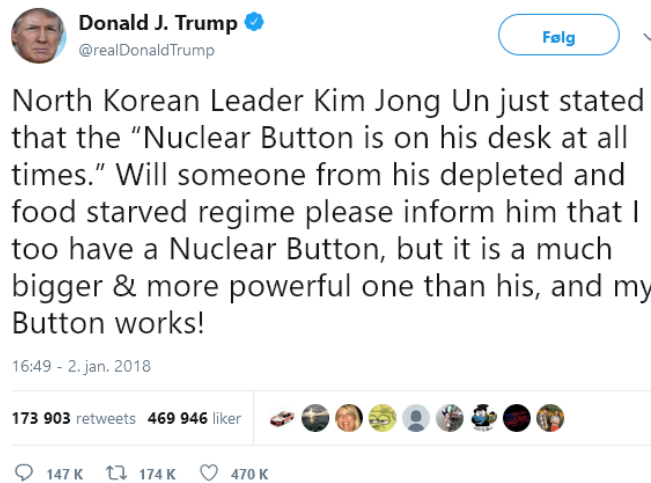 Donald J. Trump
@realDonaldTrump
Følg
North Korean Leader Kim Jong Un just stated
that the “Nuclear Button is on his desk at all
times.” Will someone from his depleted and
food starved regime please inform him that I
too have a Nuclear Button, but it is a much
bigger & more powerful one than his, and my
Button works!
16:49 - 2. jan. 2018
173 903 retweets 469 946 liker
147 K 174 K 470 K